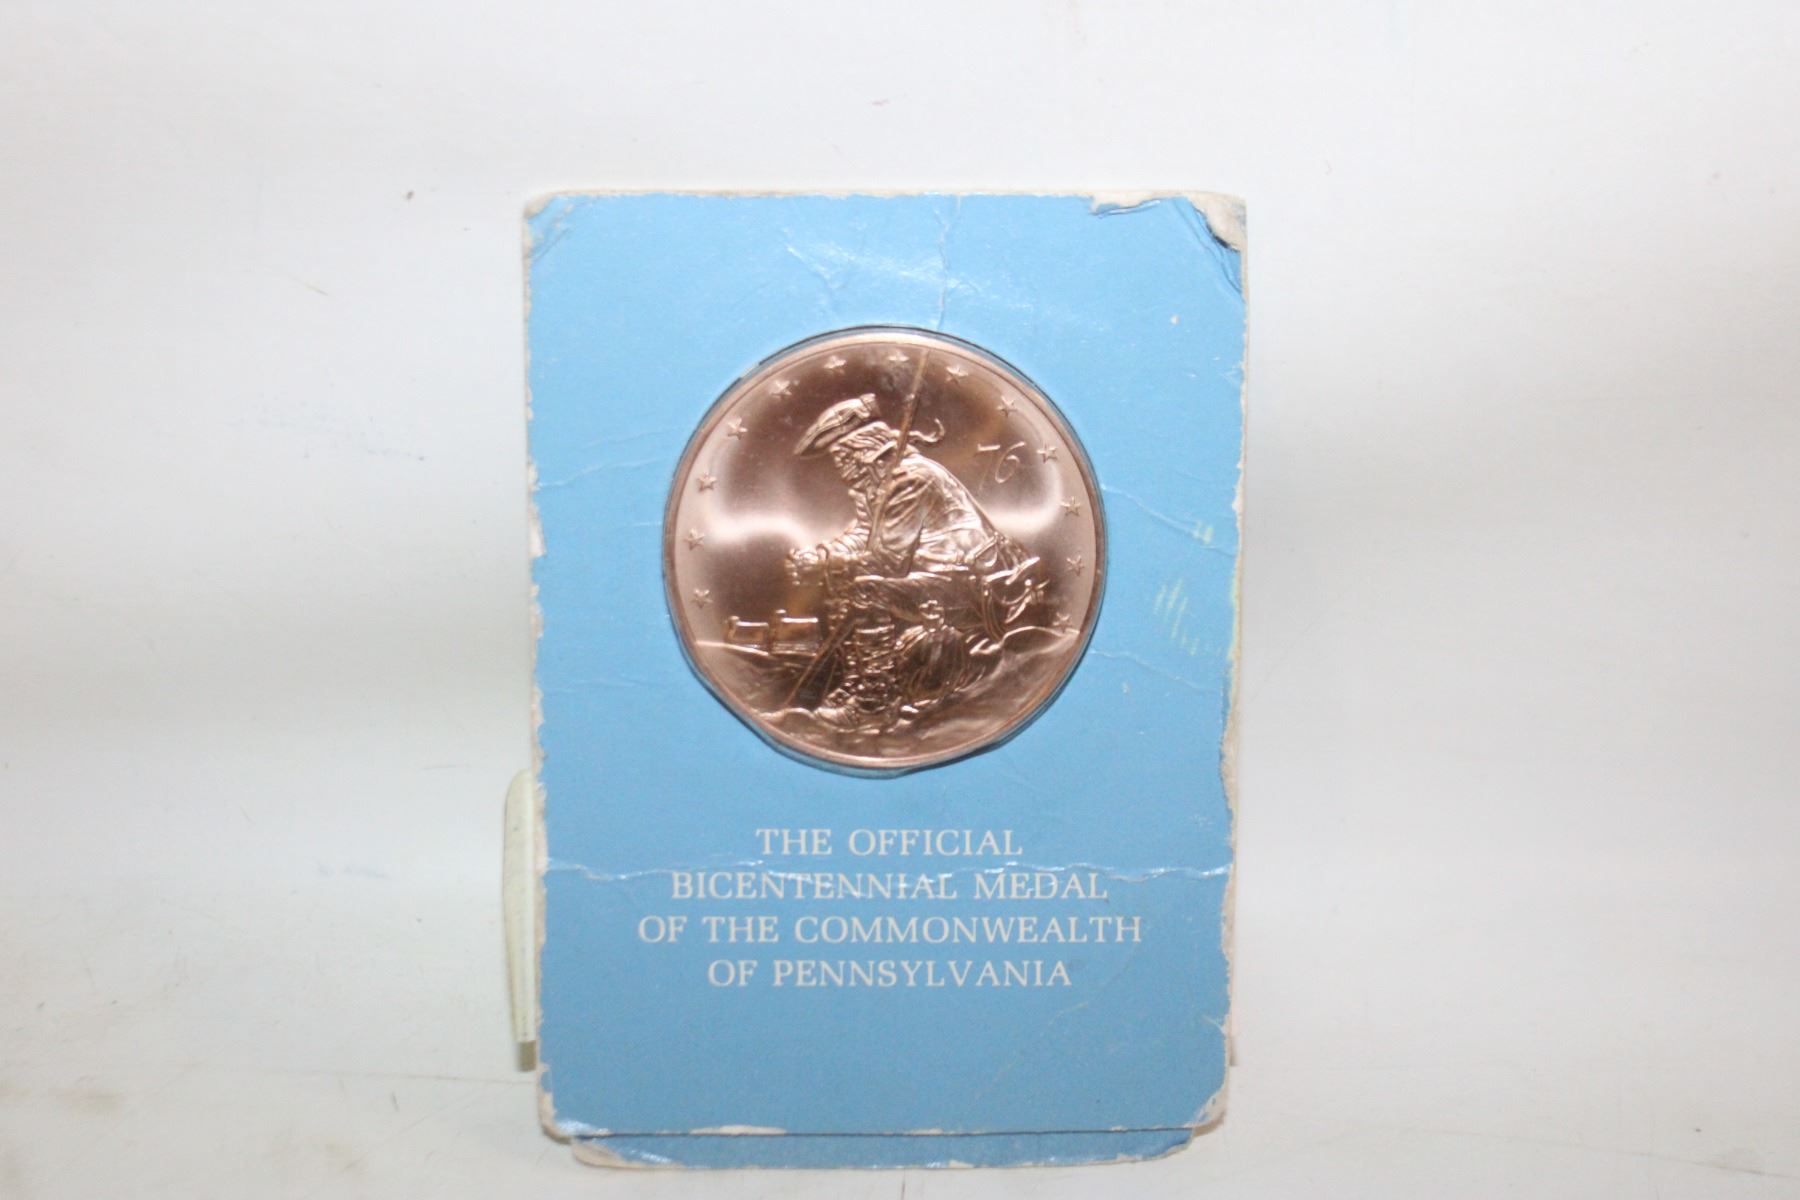 76
THE OFFICIAL
BICENTENNIAL MEDAL
OF THE COMMONWEALTH
OF PENNSYLVANIA